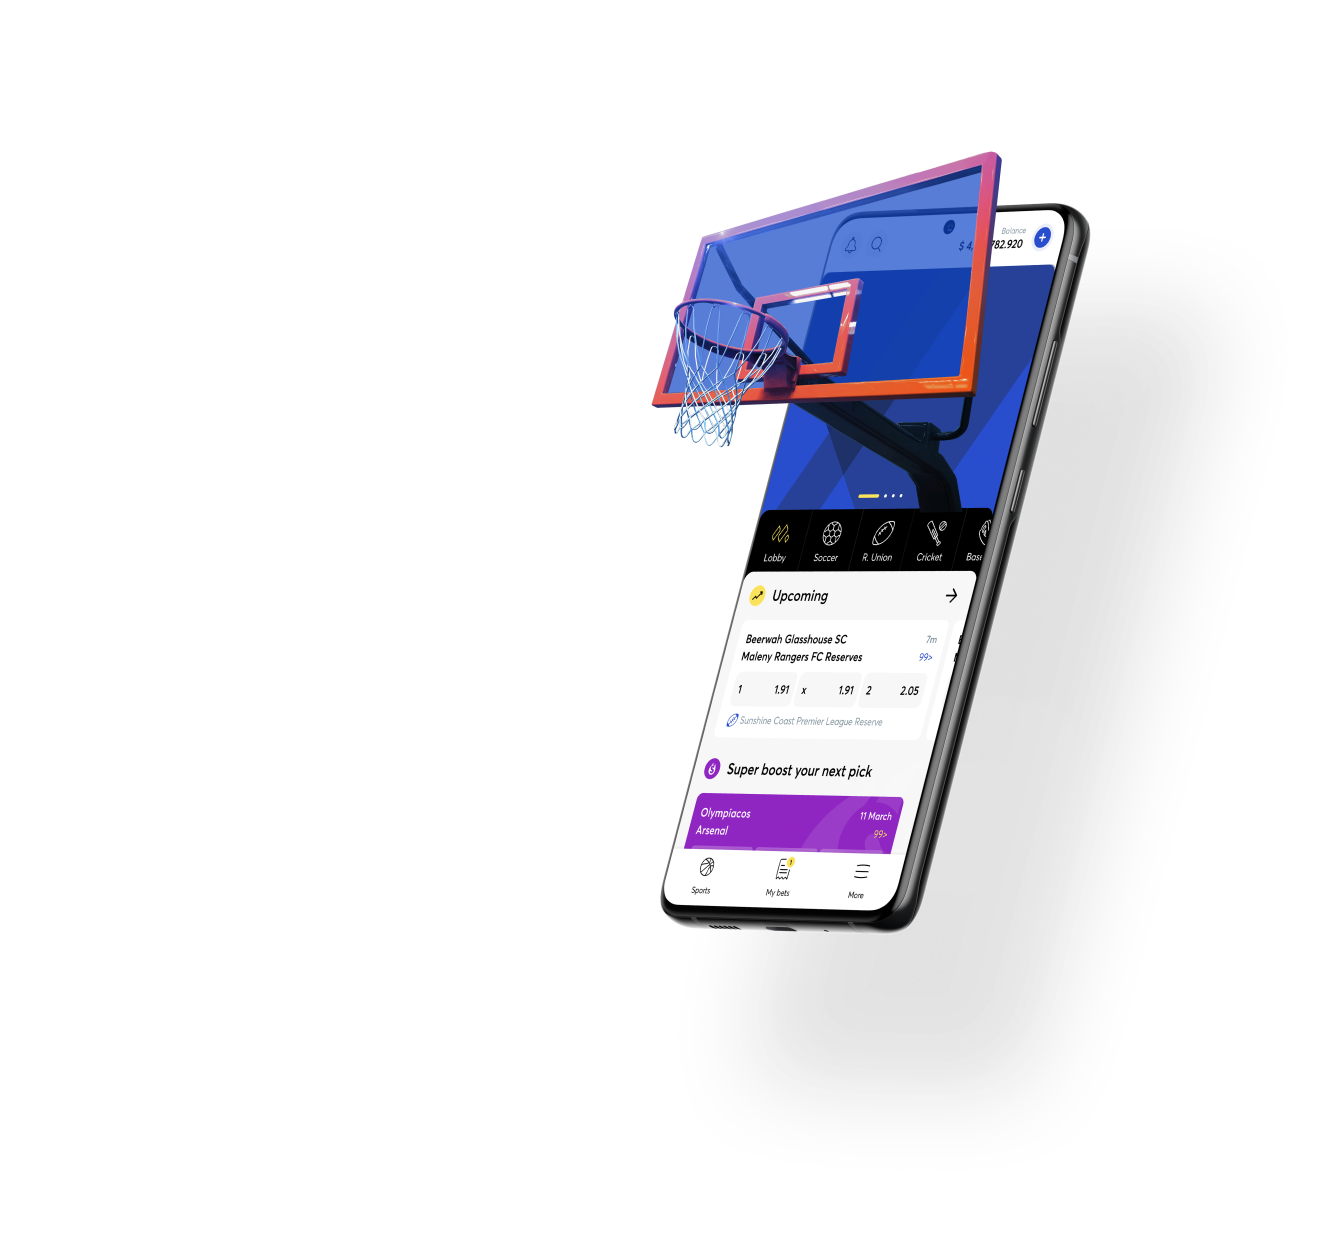 Balance
$ 4, 782.920
Lobby
Soccer
R. Union
Cricket
Base
Upcoming
Beerwah Glasshouse SC
7m
Maleny Rangers FC Reserves
99>
1 1.91 x 1.91 2 2.05
Sunshine Coast Premier League Reserve
Super boost your next pick
Olympiacos
11 March
Arsenal
99>
1
Sports
My bets
More